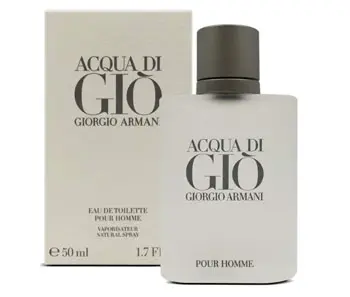 ACQUA DI
GIÒ
GIORGIO ARMANI
EAU DE TOILETTE
POUR HOMME
VAPORISATEUR
NATURAL SPRAY
℮ 50 ml 1.7 Fl
ACQUA DI
GIÒ
GIORGIO ARMANI
POUR HOMME